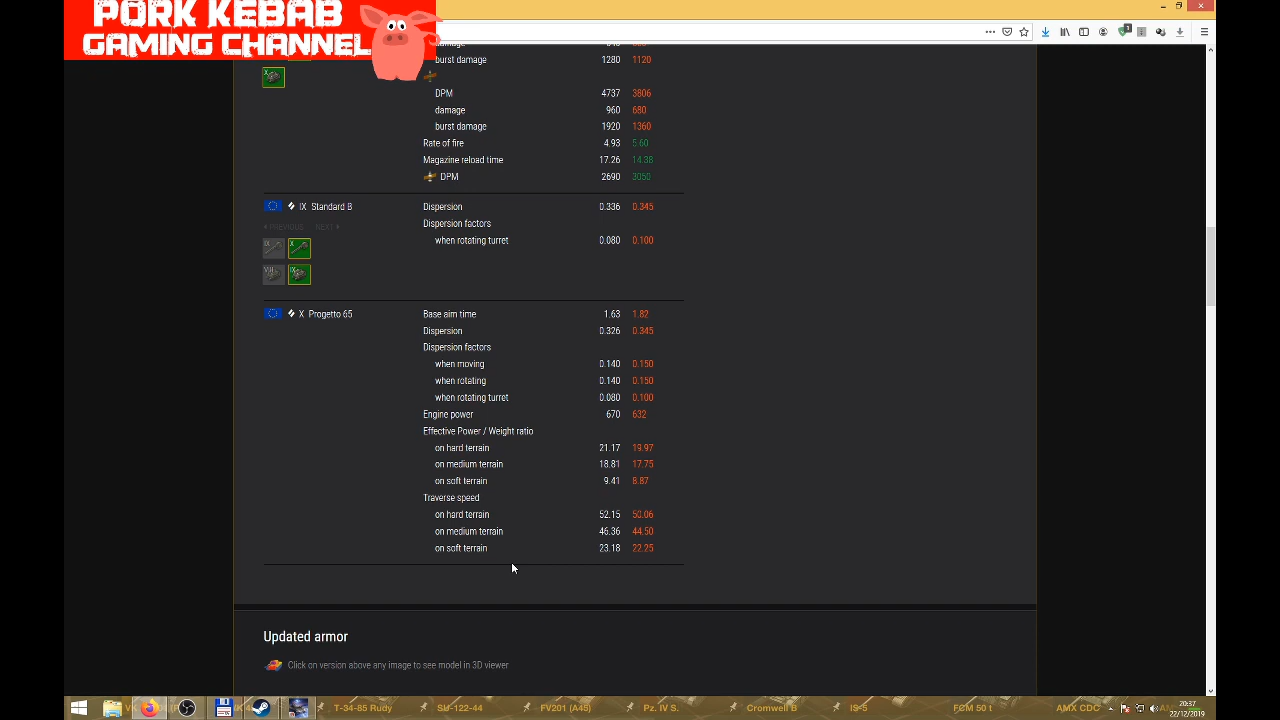 PORK KEBAB
GAMING CHANNEL
damage
burst damage 1280 1120
X
DPM 4737 3806
damage 960 680
burst damage 1920 1360
Rate of fire 4.93 5.60
Magazine reload time 17.26 14.38
DPM 2690 3050
IX Standard B Dispersion 0.336 0.345
Dispersion factors
PREVIOUS NEXT
when rotating turret 0.080 0.100
IX X
VIII IX
X Progetto 65 Base aim time 1.63 1.82
Dispersion 0.326 0.345
Dispersion factors
when moving 0.140 0.150
when rotating 0.140 0.150
when rotating turret 0.080 0.100
Engine power 670 632
Effective Power / Weight ratio
on hard terrain 21.17 19.97
on medium terrain 18.81 17.75
on soft terrain 9.41 8.87
Traverse speed
on hard terrain 52.15 50.06
on medium terrain 46.36 44.50
on soft terrain 23.18 22.25
Updated armor
Click on version above any image to see model in 3D viewer
T-34-85 Rudy SU-122-44 FV201 (A45) Pz. IV S. Cromwell B IS-5 FCM 50 t AMX CDC
20:37
22/12/2019